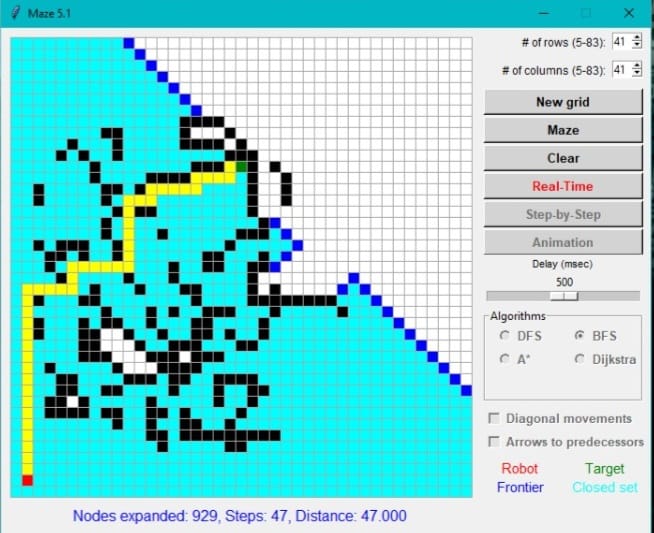 Maze 5.1
# of rows (5-83): 41
# of columns (5-83): 41
New grid
Maze
Clear
Real-Time
Step-by-Step
Animation
Delay (msec)
500
Algorithms
DFS BFS
A* Dijkstra
Diagonal movements
Arrows to predecessors
Robot Target
Frontier Closed set
Nodes expanded: 929, Steps: 47, Distance: 47.000